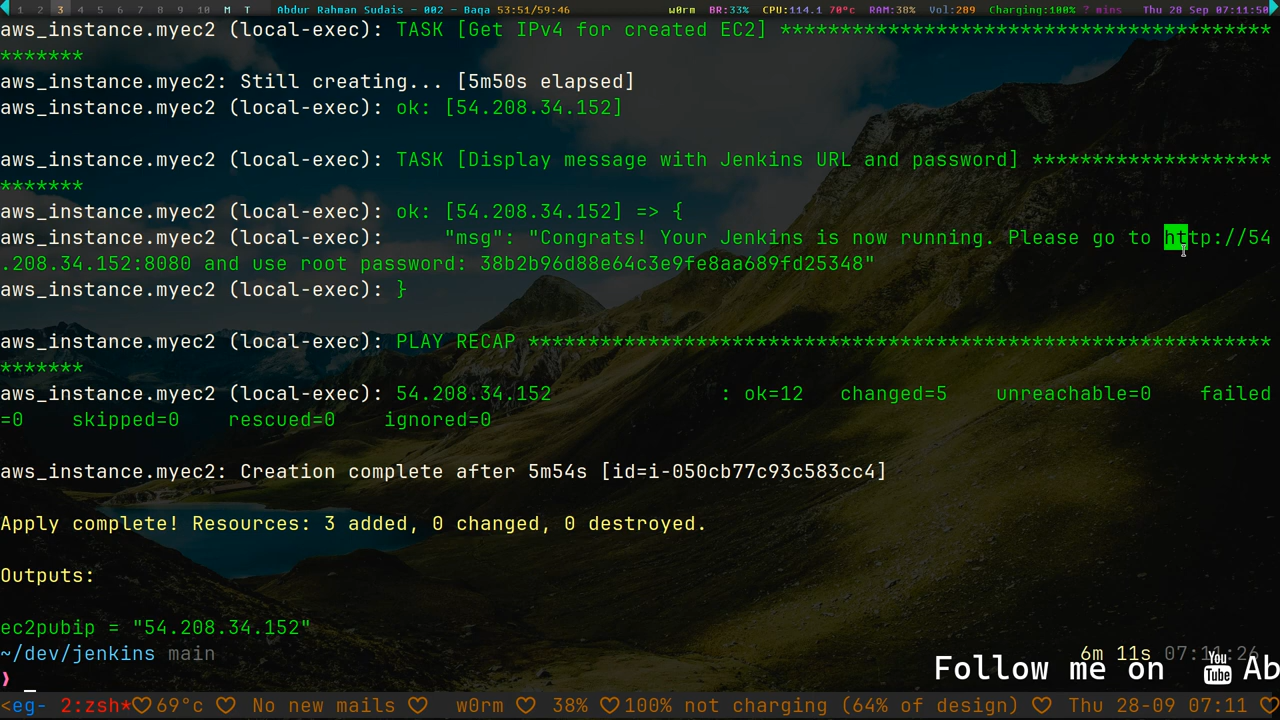 1 2 3 4 5 6 7 8 9 10 M T Abdur Rahman Sudais - 002 - Baqa 53:51/59:46 w0rm BR:33% CPU:114.1 70°c RAM:38% Vol:289 Charging:100% ? mins Thu 28 Sep 07:11:50
aws_instance.myec2 (local-exec): TASK [Get IPv4 for created EC2] *****************************************
*******
aws_instance.myec2: Still creating... [5m50s elapsed]
aws_instance.myec2 (local-exec): ok: [54.208.34.152]
aws_instance.myec2 (local-exec): TASK [Display message with Jenkins URL and password] ********************
*******
aws_instance.myec2 (local-exec): ok: [54.208.34.152] => {
aws_instance.myec2 (local-exec):     "msg": "Congrats! Your Jenkins is now running. Please go to http://54
.208.34.152:8080 and use root password: 38b2b96d88e64c3e9fe8aa689fd25348"
aws_instance.myec2 (local-exec): }
aws_instance.myec2 (local-exec): PLAY RECAP **************************************************************
*******
aws_instance.myec2 (local-exec): 54.208.34.152              : ok=12   changed=5    unreachable=0    failed
=0    skipped=0    rescued=0    ignored=0
aws_instance.myec2: Creation complete after 5m54s [id=i-050cb77c93c583cc4]
Apply complete! Resources: 3 added, 0 changed, 0 destroyed.
Outputs:
ec2pubip = "54.208.34.152"
~/dev/jenkins main 6m 11s 07:11:26
Follow me on YouTube Ab
❯
<eg- 2:zsh*♡69°c ♡ No new mails ♡ w0rm ♡ 38% ♡100% not charging (64% of design) ♡ Thu 28-09 07:11 ♡